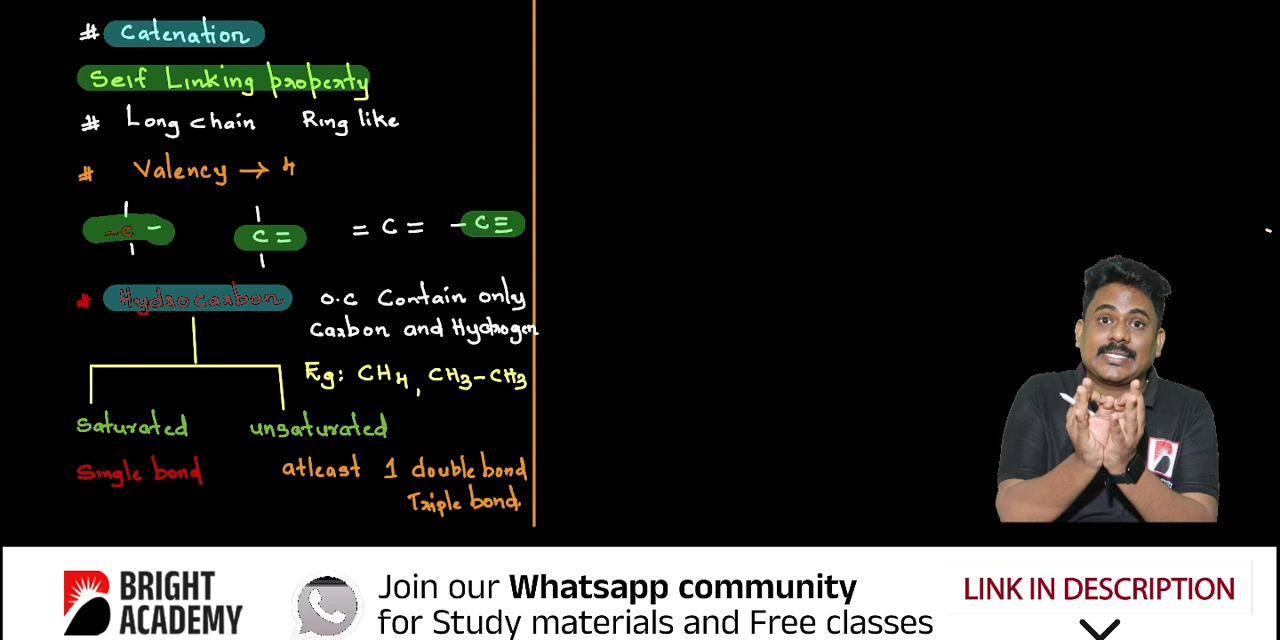 # Catenation
Self Linking property
# Long chain Ring like
# Valency → 4
-C- C= =C= -C≡
# Hydrocarbon O.C Contain only
Carbon and Hydrogen
Eg: CH4, CH3-CH3
Saturated unsaturated
Single bond atleast 1 double bond
Triple bond
BRIGHT
ACADEMY
Join our Whatsapp community
for Study materials and Free classes
LINK IN DESCRIPTION